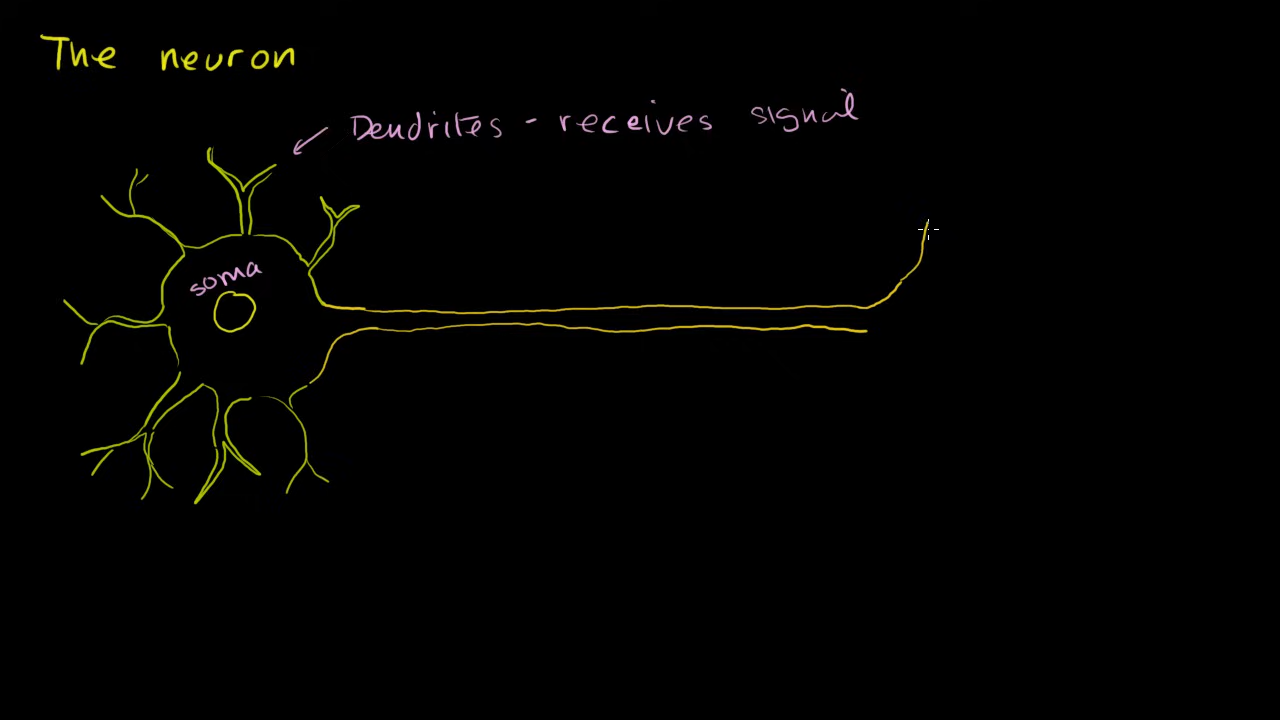 The neuron
Dendrites - receives signal
soma